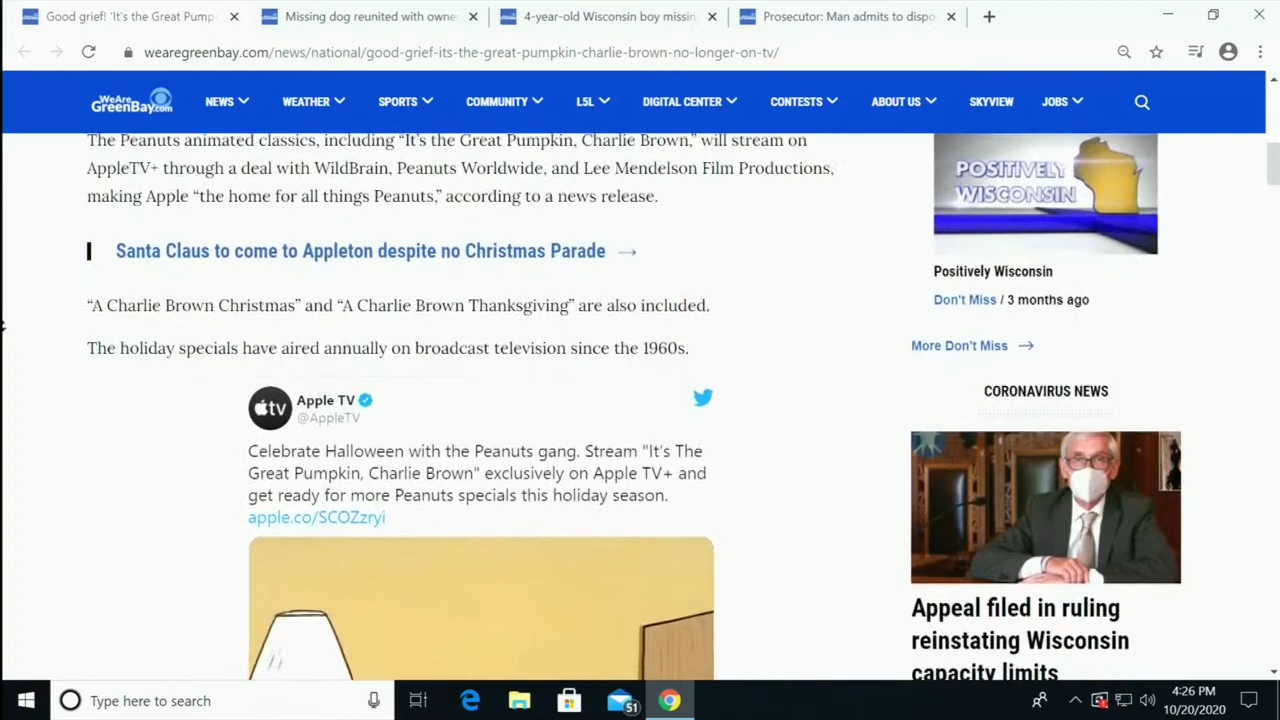 Good grief! 'It's the Great Pump
Missing dog reunited with owne
4-year-old Wisconsin boy missin
Prosecutor: Man admits to dispo
wearegreenbay.com/news/national/good-grief-its-the-great-pumpkin-charlie-brown-no-longer-on-tv/
WeAre
GreenBay.com
NEWS
WEATHER
SPORTS
COMMUNITY
L5L
DIGITAL CENTER
CONTESTS
ABOUT US
SKYVIEW
JOBS
The Peanuts animated classics, including “It’s the Great Pumpkin, Charlie Brown,” will stream on
AppleTV+ through a deal with WildBrain, Peanuts Worldwide, and Lee Mendelson Film Productions,
making Apple “the home for all things Peanuts,” according to a news release.
Santa Claus to come to Appleton despite no Christmas Parade →
“A Charlie Brown Christmas” and “A Charlie Brown Thanksgiving” are also included.
The holiday specials have aired annually on broadcast television since the 1960s.
tv
Apple TV
@AppleTV
Celebrate Halloween with the Peanuts gang. Stream "It’s The
Great Pumpkin, Charlie Brown" exclusively on Apple TV+ and
get ready for more Peanuts specials this holiday season.
apple.co/SCOZzryi
POSITIVELY
WISCONSIN
Positively Wisconsin
Don't Miss / 3 months ago
More Don't Miss →
CORONAVIRUS NEWS
Appeal filed in ruling
reinstating Wisconsin
capacity limits
Type here to search
51
4:26 PM
10/20/2020